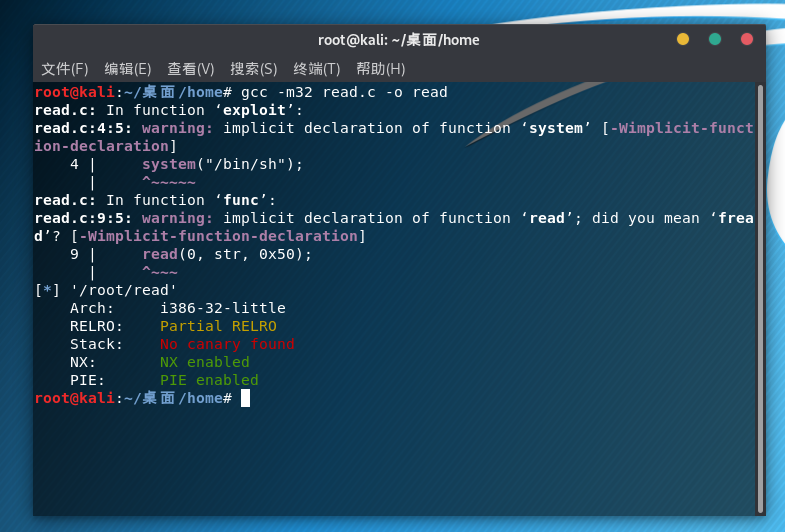 root@kali: ~/桌面/home
文件(F) 编辑(E) 查看(V) 搜索(S) 终端(T) 帮助(H)
root@kali:~/桌面/home# gcc -m32 read.c -o read
read.c: In function ‘exploit’:
read.c:4:5: warning: implicit declaration of function ‘system’ [-Wimplicit-funct
ion-declaration]
    4 |     system("/bin/sh");
      |     ^~~~~~
read.c: In function ‘func’:
read.c:9:5: warning: implicit declaration of function ‘read’; did you mean ‘frea
d’? [-Wimplicit-function-declaration]
    9 |     read(0, str, 0x50);
      |     ^~~~
[*] '/root/read'
    Arch:     i386-32-little
    RELRO:    Partial RELRO
    Stack:    No canary found
    NX:       NX enabled
    PIE:      PIE enabled
root@kali:~/桌面/home#